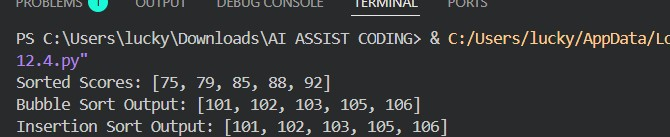 PROBLEMS 1 OUTPUT DEBUG CONSOLE TERMINAL PORTS
PS C:\Users\lucky\Downloads\AI ASSIST CODING> & C:/Users/lucky/AppData/Lo
12.4.py"
Sorted Scores: [75, 79, 85, 88, 92]
Bubble Sort Output: [101, 102, 103, 105, 106]
Insertion Sort Output: [101, 102, 103, 105, 106]